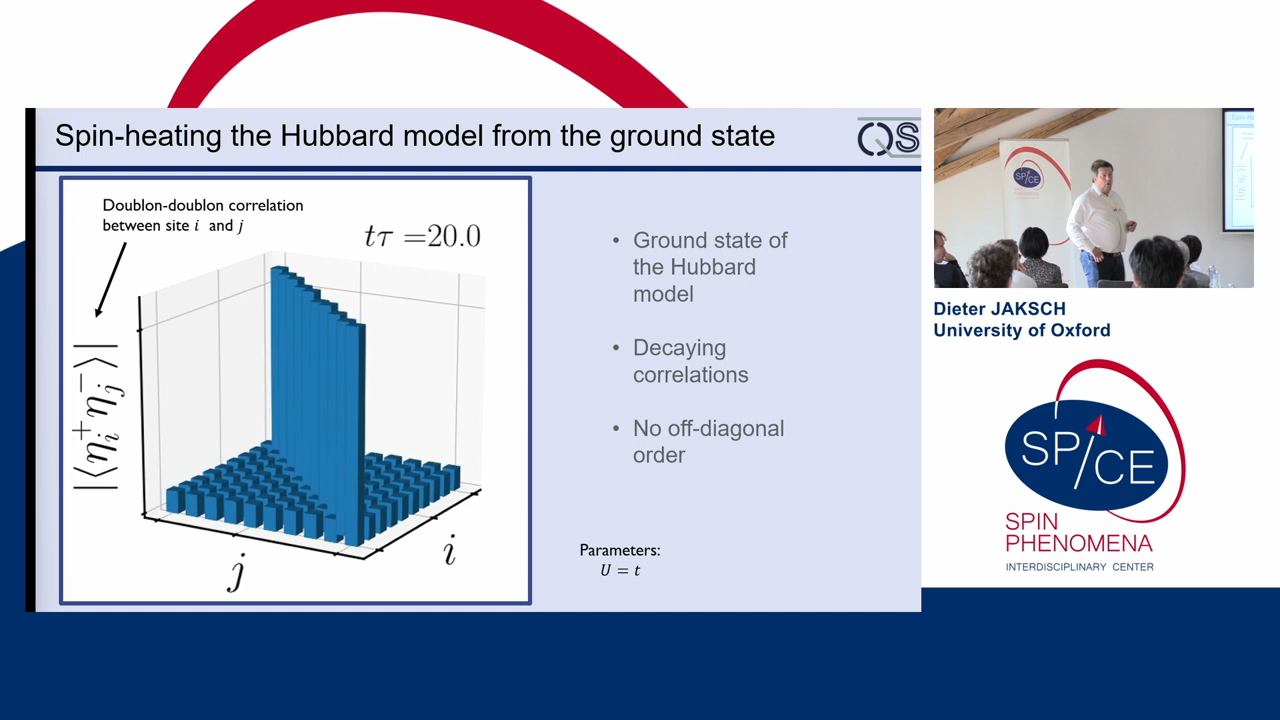 Spin-heating the Hubbard model from the ground state
QS
Doublon-doublon correlation
between site i and j
tτ =20.0
|⟨η_i^+ η_j^-⟩|
j
i
• Ground state of
the Hubbard
model
• Decaying
correlations
• No off-diagonal
order
Parameters:
U = t
SPICE
Dieter JAKSCH
University of Oxford
SP/CE
SPIN
PHENOMENA
INTERDISCIPLINARY CENTER